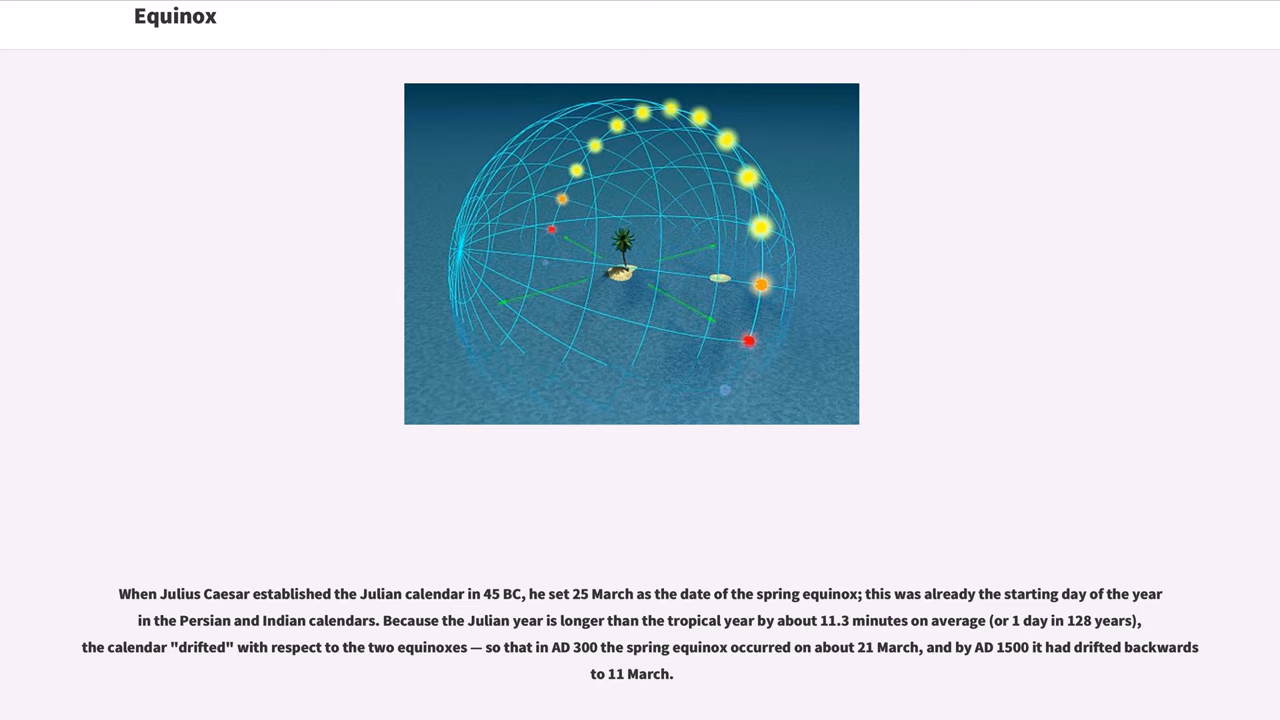 Equinox
When Julius Caesar established the Julian calendar in 45 BC, he set 25 March as the date of the spring equinox; this was already the starting day of the year
in the Persian and Indian calendars. Because the Julian year is longer than the tropical year by about 11.3 minutes on average (or 1 day in 128 years),
the calendar "drifted" with respect to the two equinoxes — so that in AD 300 the spring equinox occurred on about 21 March, and by AD 1500 it had drifted backwards
to 11 March.